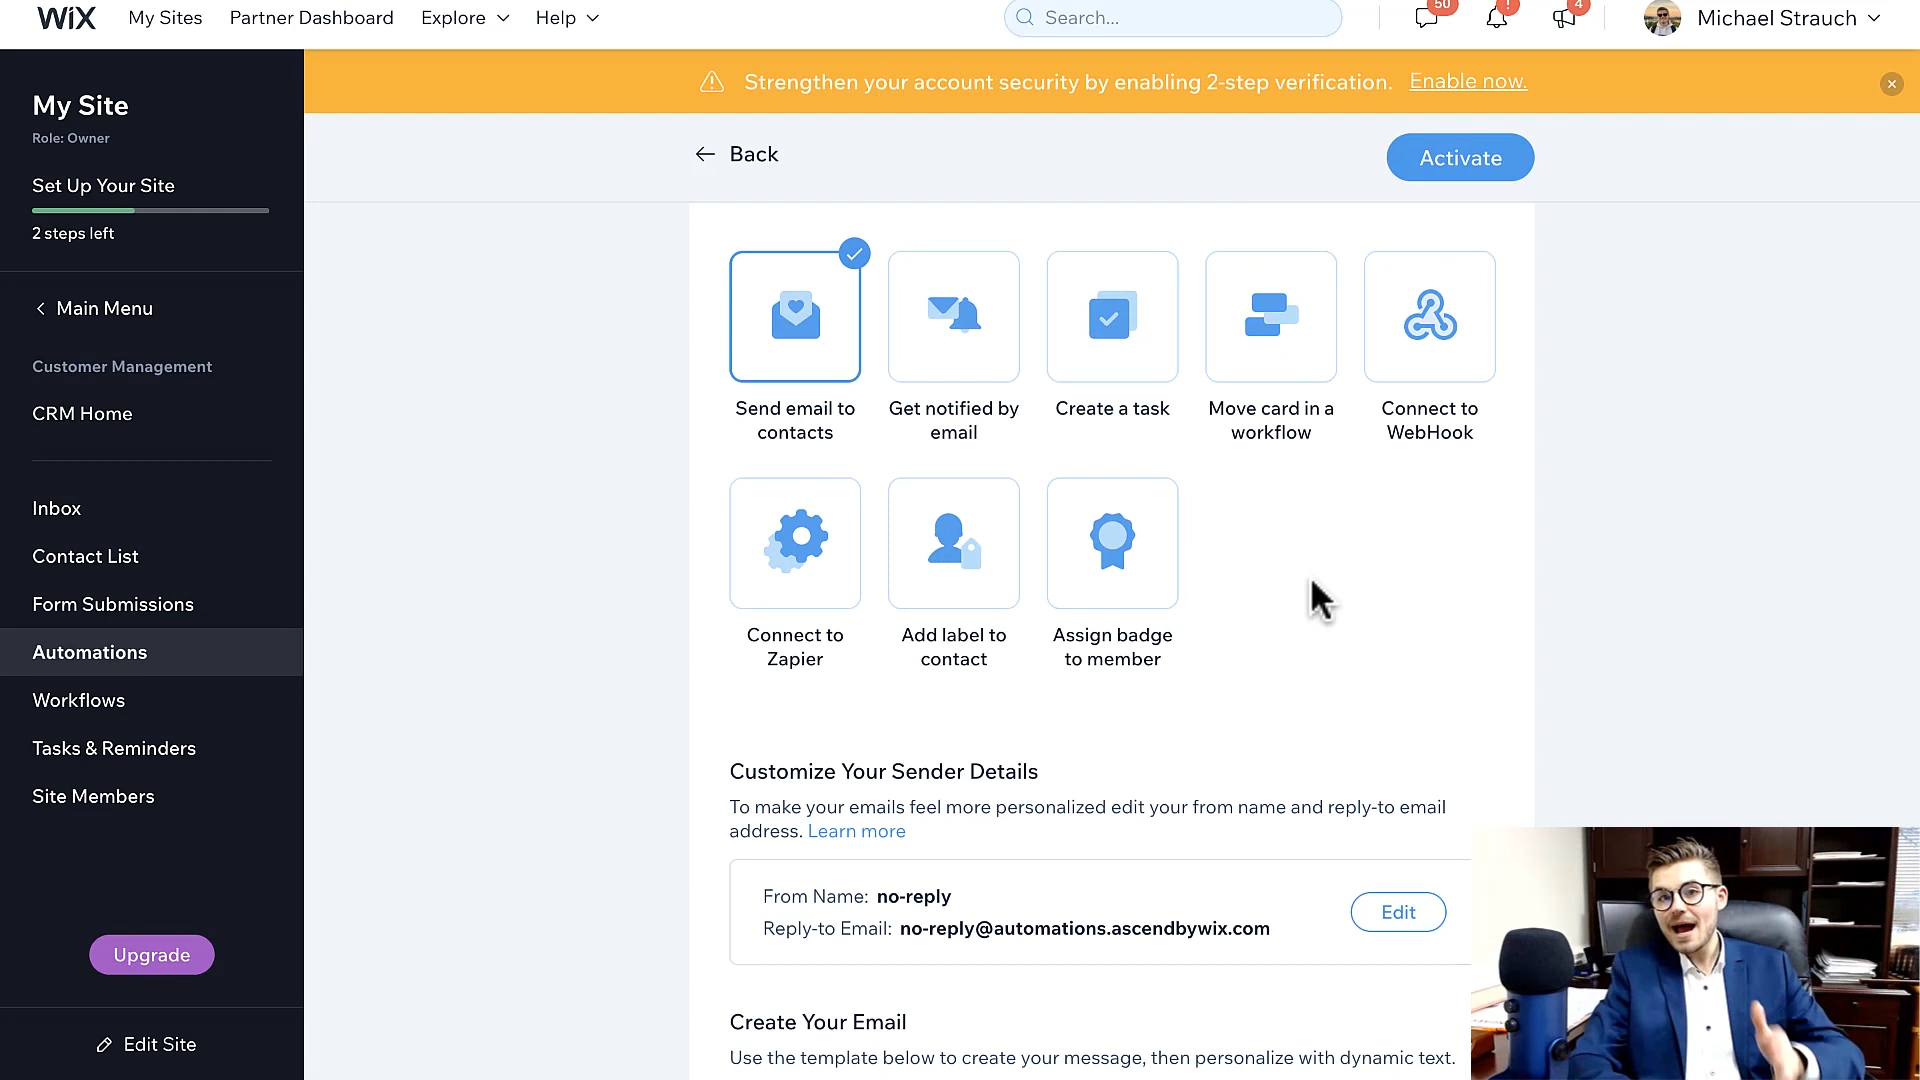 WiX My Sites Partner Dashboard Explore Help Search... 50 ! 4 Michael Strauch
Strengthen your account security by enabling 2-step verification. Enable now.
My Site
Role: Owner
Set Up Your Site
2 steps left
Main Menu
Customer Management
CRM Home
Inbox
Contact List
Form Submissions
Automations
Workflows
Tasks & Reminders
Site Members
Upgrade
Edit Site
Back
Activate
Send email to
contacts
Get notified by
email
Create a task
Move card in a
workflow
Connect to
WebHook
Connect to
Zapier
Add label to
contact
Assign badge
to member
Customize Your Sender Details
To make your emails feel more personalized edit your from name and reply-to email
address. Learn more
From Name: no-reply
Reply-to Email: no-reply@automations.ascendbywix.com
Edit
Create Your Email
Use the template below to create your message, then personalize with dynamic text.